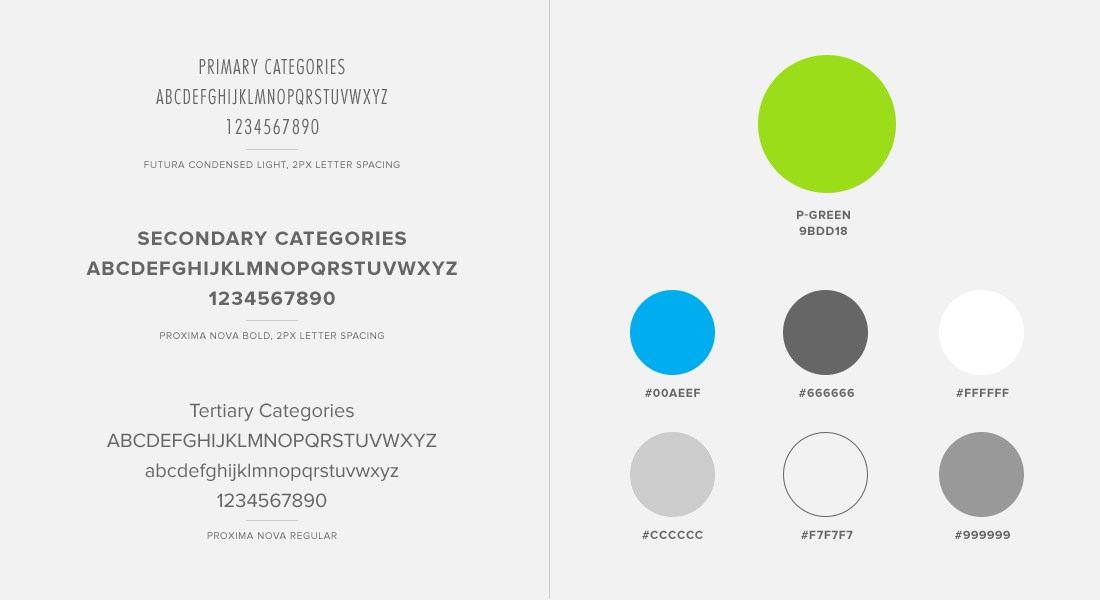 PRIMARY CATEGORIES
ABCDEFGHIJKLMNOPQRSTUVWXYZ
1234567890
FUTURA CONDENSED LIGHT, 2PX LETTER SPACING
SECONDARY CATEGORIES
ABCDEFGHIJKLMNOPQRSTUVWXYZ
1234567890
PROXIMA NOVA BOLD, 2PX LETTER SPACING
Tertiary Categories
ABCDEFGHIJKLMNOPQRSTUVWXYZ
abcdefghijklmnopqrstuvwxyz
1234567890
PROXIMA NOVA REGULAR
P-GREEN
9BDD18
#00AEEF
#666666
#FFFFFF
#CCCCCC
#F7F7F7
#999999